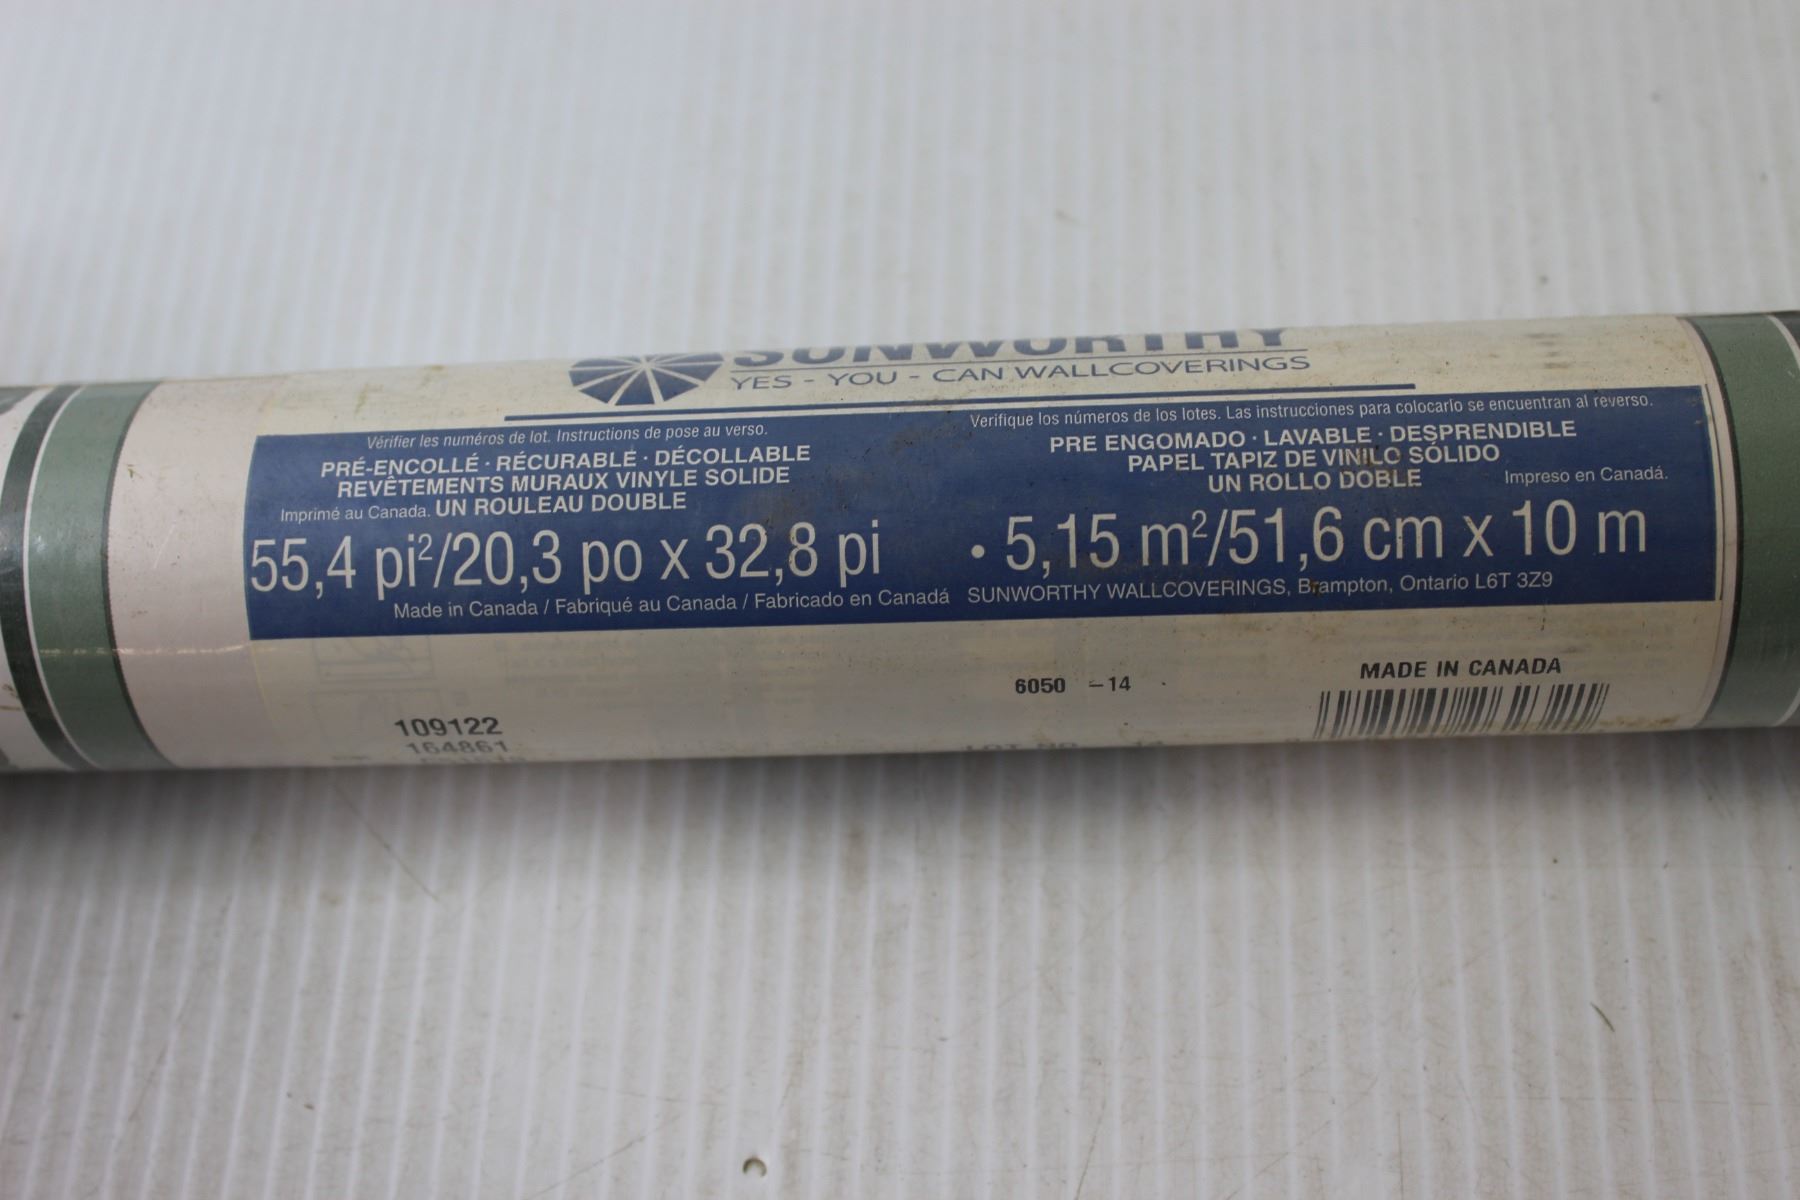 SUNWORTHY
YES - YOU - CAN WALLCOVERINGS
Vérifier les numéros de lot. Instructions de pose au verso.
PRÉ-ENCOLLÉ · RÉCURABLE · DÉCOLLABLE
REVÊTEMENTS MURAUX VINYLE SOLIDE
Imprimé au Canada. UN ROULEAU DOUBLE
55,4 pi²/20,3 po x 32,8 pi
Verifique los números de los lotes. Las instrucciones para colocarlo se encuentran al reverso.
PRE ENGOMADO · LAVABLE · DESPRENDIBLE
PAPEL TAPIZ DE VINILO SÓLIDO
UN ROLLO DOBLE Impreso en Canadá.
• 5,15 m²/51,6 cm x 10 m
Made in Canada / Fabriqué au Canada / Fabricado en Canadá SUNWORTHY WALLCOVERINGS, Brampton, Ontario L6T 3Z9
6050 -14
MADE IN CANADA
109122
164861
LOT NO.